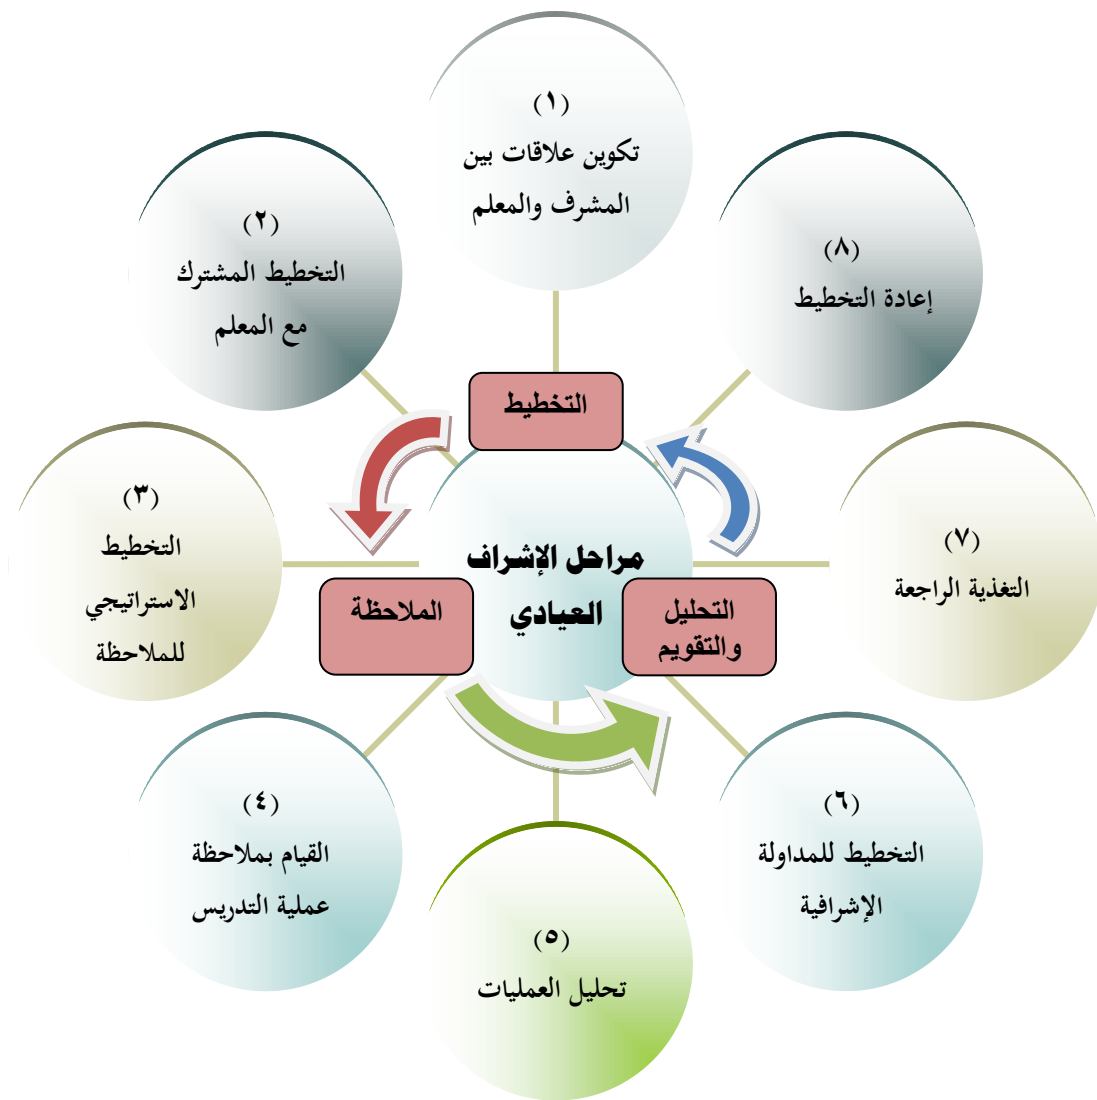 (١)
تكوين علاقات بين
المشرف والمعلم
(٢)
التخطيط المشترك
مع المعلم
(٣)
التخطيط
الاستراتيجي
للملاحظة
(٤)
القيام بملاحظة
عملية التدريس
(٥)
تحليل العمليات
(٦)
التخطيط للمداولة
الإشرافية
(٧)
التغذية الراجعة
(٨)
إعادة التخطيط
التخطيط
الملاحظة
التحليل
والتقويم
مراحل الإشراف
العيادي